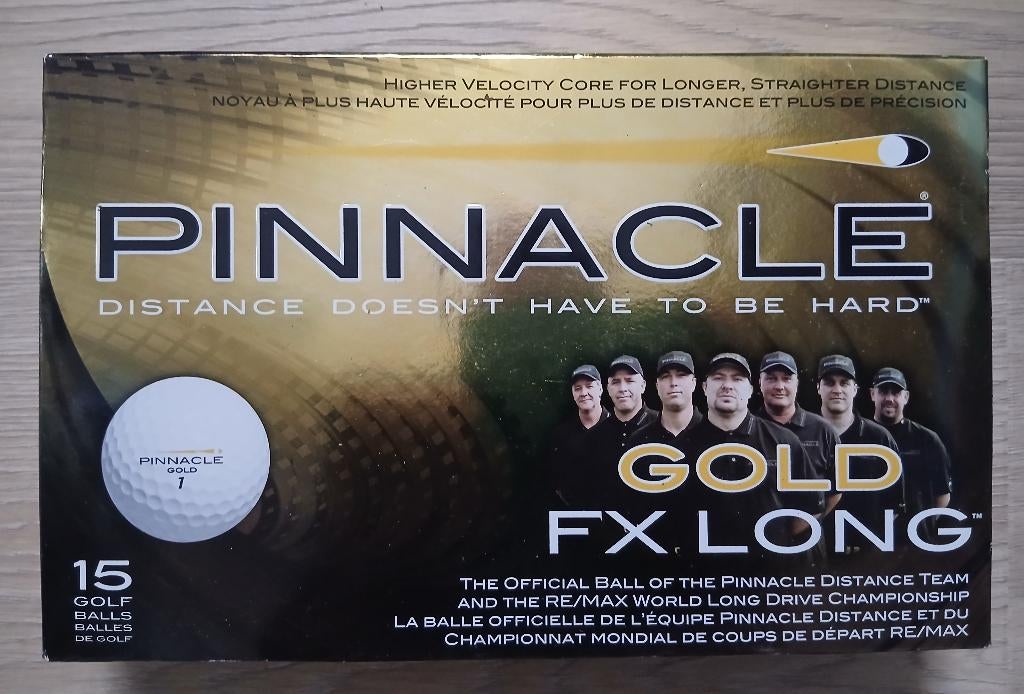 Higher Velocity Core for Longer, Straighter Distance
Noyau à plus haute vélocité pour plus de distance et plus de précision
PINNACLE®
DISTANCE DOESN'T HAVE TO BE HARD™
PINNACLE
GOLD
1
GOLD
FX LONG™
15
GOLF
BALLS
BALLES
DE GOLF
The Official Ball of the Pinnacle Distance Team
and the RE/MAX World Long Drive Championship
La balle officielle de l'équipe Pinnacle Distance et du
Championnat mondial de coups de départ RE/MAX